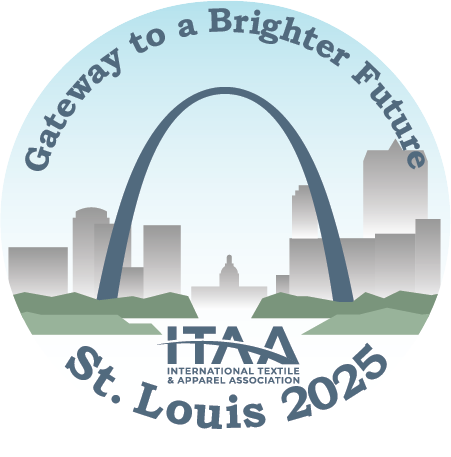 Gateway to a Brighter Future
ITAA
INTERNATIONAL TEXTILE
& APPAREL ASSOCIATION
St. Louis 2025